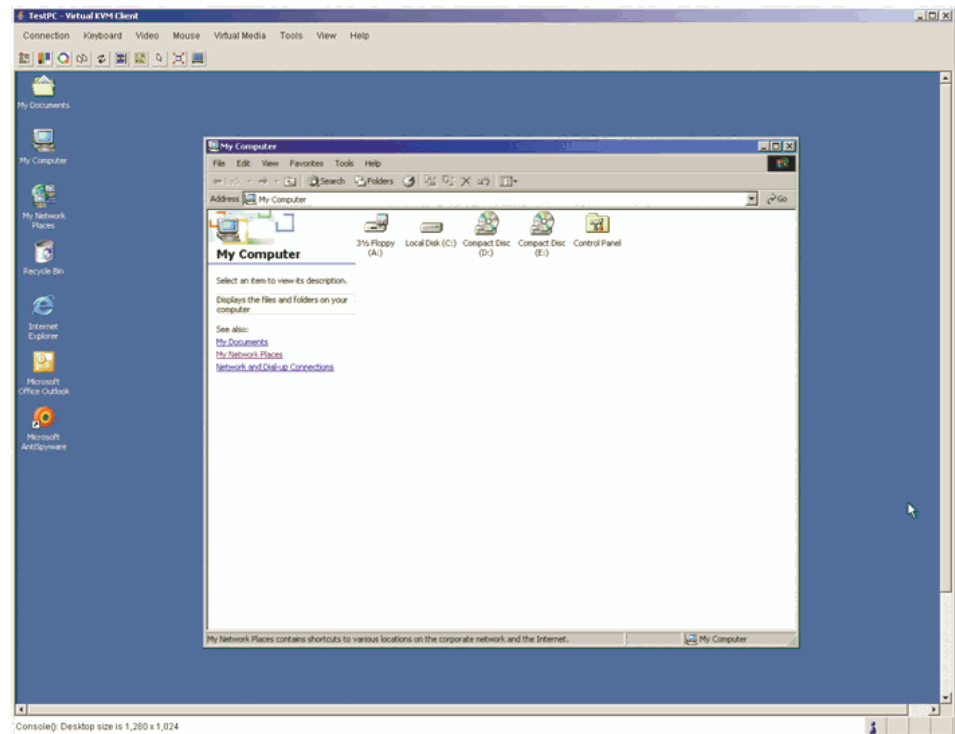 TestPC - Virtual KVM Client
Connection Keyboard Video Mouse Virtual Media Tools View Help
My Documents
My Computer
My Network
Places
Recycle Bin
Internet
Explorer
Microsoft
Office Outlook
Microsoft
AntiSpyware
My Computer
File Edit View Favorites Tools Help
Back Search Folders
Address My Computer Go
My Computer
Select an item to view its description.
Displays the files and folders on your
computer
See also:
My Documents
My Network Places
Network and Dial-up Connections
3½ Floppy
(A:)
Local Disk (C:)
Compact Disc
(D:)
Compact Disc
(E:)
Control Panel
My Network Places contains shortcuts to various locations on the corporate network and the Internet. My Computer
Console(): Desktop size is 1,280 x 1,024